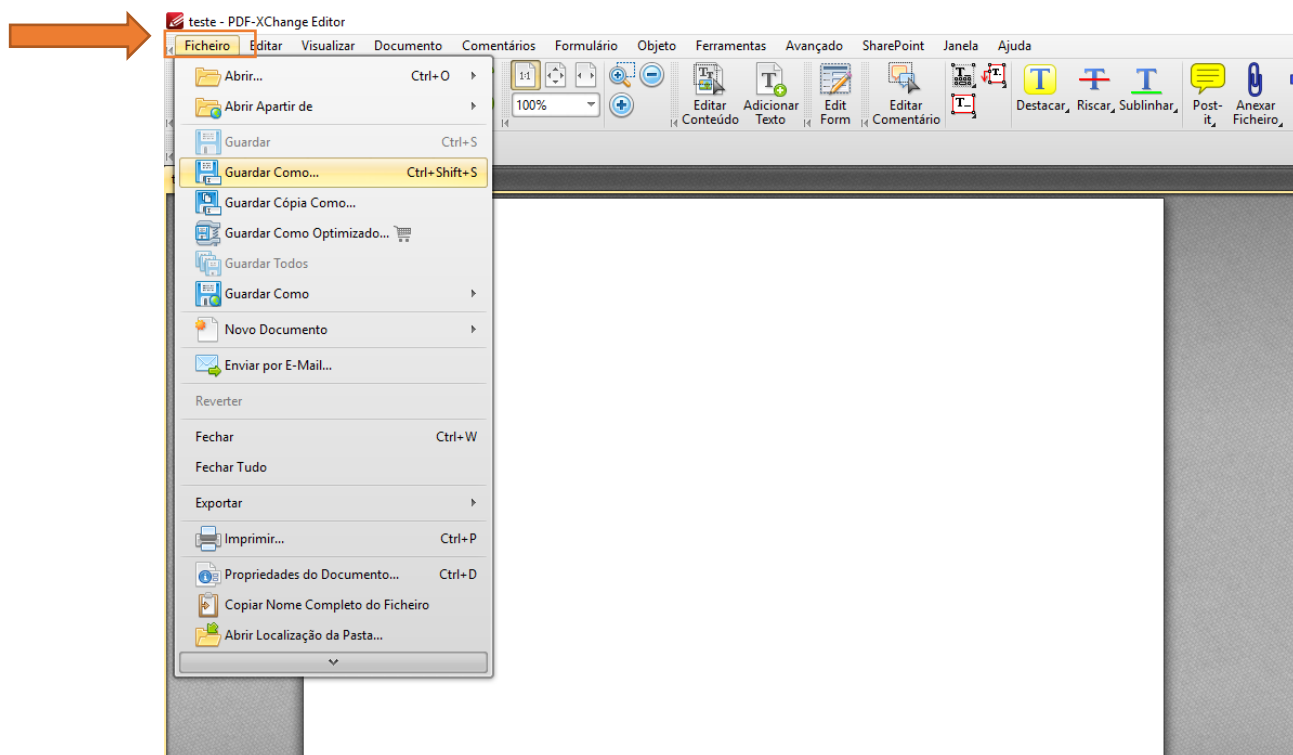 teste - PDF-XChange Editor
Ficheiro Editar Visualizar Documento Comentários Formulário Objeto Ferramentas Avançado SharePoint Janela Ajuda
1:1
100%
Editar Conteúdo
Adicionar Texto
Edit Form
Editar Comentário
Destacar
Riscar
Sublinhar
Post-it
Anexar Ficheiro
Abrir... Ctrl+O
Abrir Apartir de
Guardar Ctrl+S
Guardar Como... Ctrl+Shift+S
Guardar Cópia Como...
Guardar Como Optimizado...
Guardar Todos
Guardar Como
Novo Documento
Enviar por E-Mail...
Reverter
Fechar Ctrl+W
Fechar Tudo
Exportar
Imprimir... Ctrl+P
Propriedades do Documento... Ctrl+D
Copiar Nome Completo do Ficheiro
Abrir Localização da Pasta...